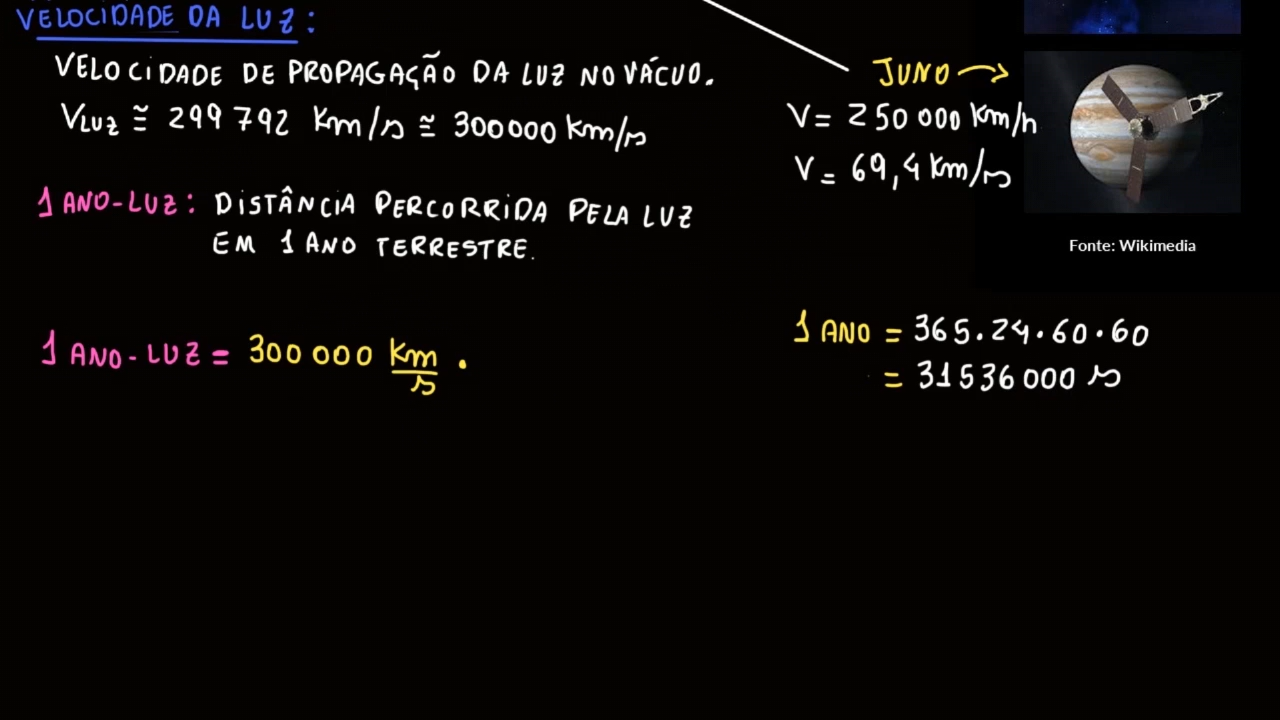 VELOCIDADE DA LUZ:
VELOCIDADE DE PROPAGAÇÃO DA LUZ NO VÁCUO.
VLUZ ≅ 299 792 Km/s ≅ 300000 Km/s
1 ANO-LUZ: DISTÂNCIA PERCORRIDA PELA LUZ
EM 1 ANO TERRESTRE.
JUNO →
V = 250 000 Km/h
V = 69,4 Km/s
Fonte: Wikimedia
1 ANO-LUZ = 300 000 Km/s .
1 ANO = 365.24.60.60
= 31536000 s